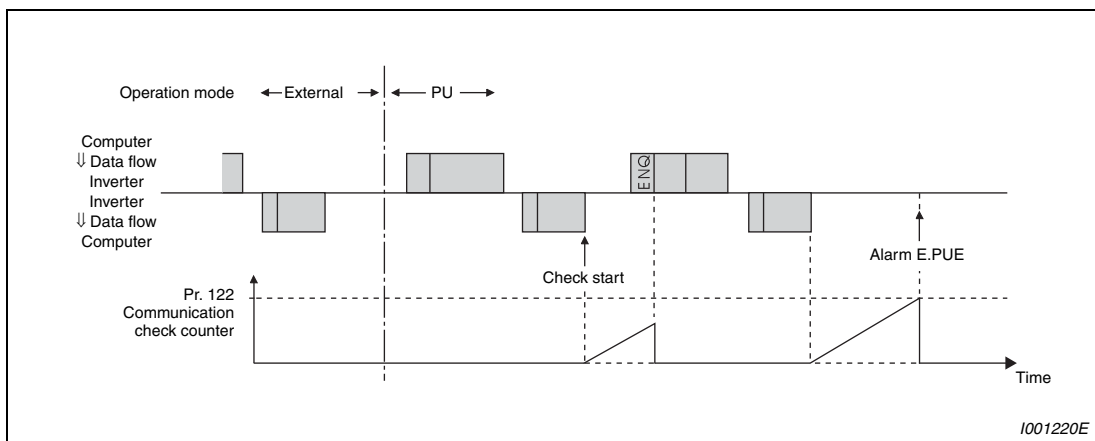 Operation mode
External
PU
Computer
⇓ Data flow
Inverter
Inverter
⇓ Data flow
Computer
ENQ
Check start
Alarm E.PUE
Pr. 122
Communication
check counter
Time
I001220E